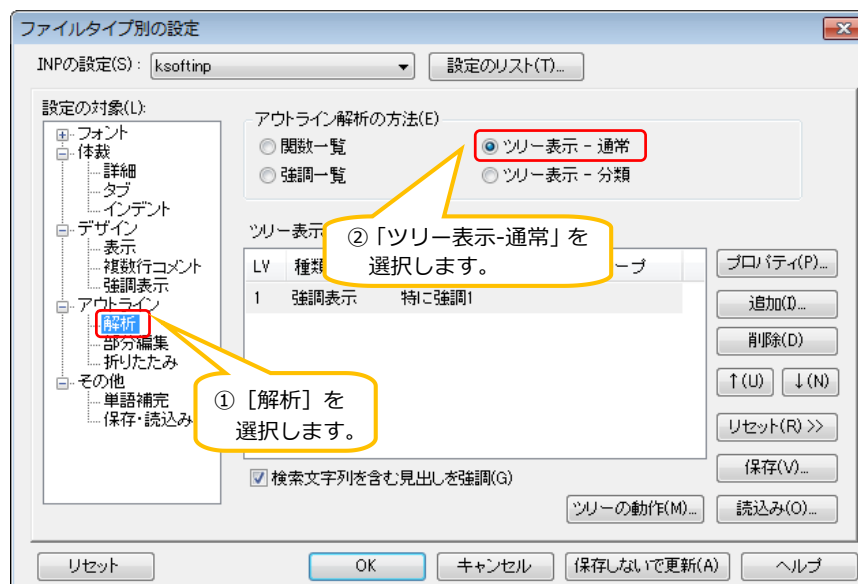 ファイルタイプ別の設定
INPの設定(S):
ksoftinp
設定のリスト(T)...
設定の対象(L):
フォント
体裁
詳細
タブ
インデント
デザイン
表示
複数行コメント
強調表示
アウトライン
解析
部分編集
折りたたみ
その他
単語補完
保存・読込み
アウトライン解析の方法(E)
関数一覧
ツリー表示 - 通常
強調一覧
ツリー表示 - 分類
②「ツリー表示-通常」を
選択します。
①［解析］を
選択します。
ツリー表示
LV 種類 ープ
1 強調表示 特に強調1
プロパティ(P)...
追加(I)...
削除(D)
↑(U) ↓(N)
リセット(R) >>
保存(V)...
検索文字列を含む見出しを強調(G)
ツリーの動作(M)...
読込み(O)...
リセット
OK
キャンセル
保存しないで更新(A)
ヘルプ